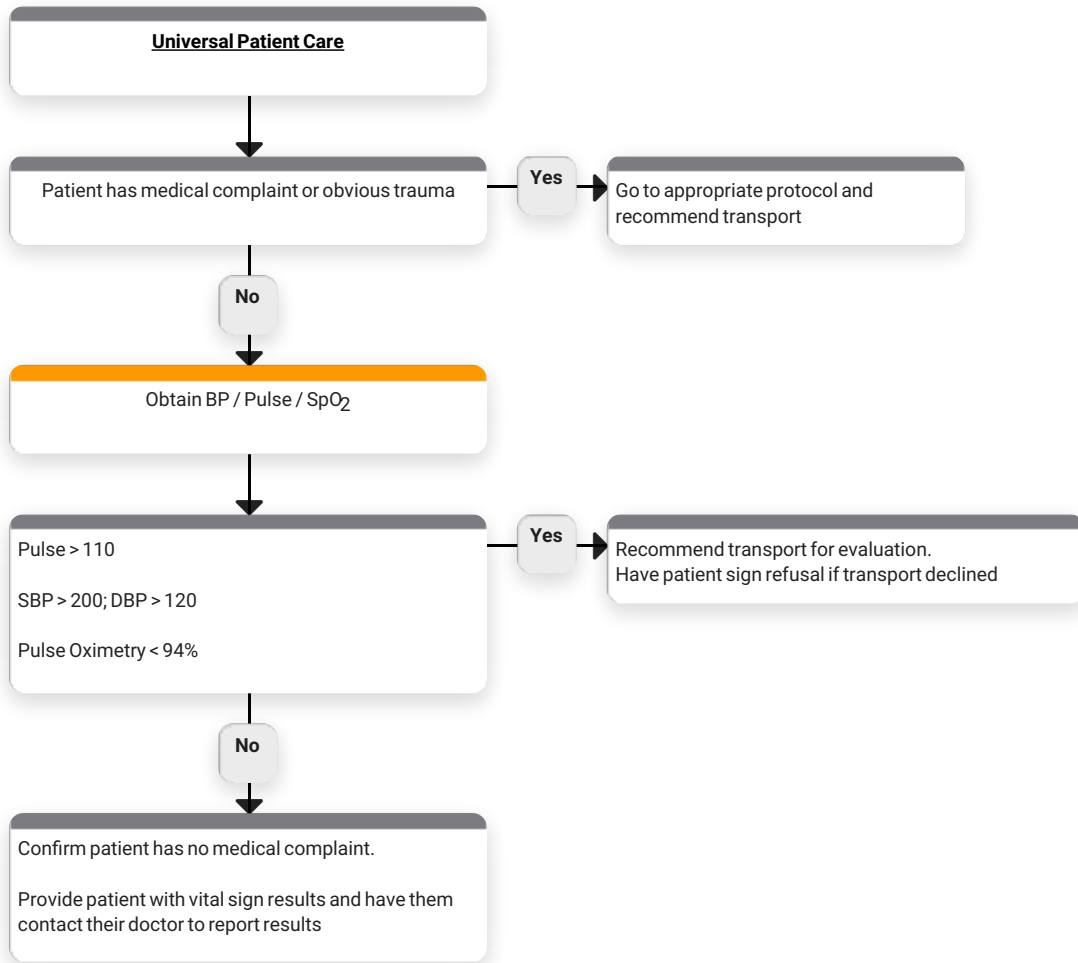 Universal Patient Care
Patient has medical complaint or obvious trauma
Yes
Go to appropriate protocol and
recommend transport
No
Obtain BP / Pulse / SpO₂
Pulse > 110
SBP > 200; DBP > 120
Pulse Oximetry < 94%
Yes
Recommend transport for evaluation.
Have patient sign refusal if transport declined
No
Confirm patient has no medical complaint.
Provide patient with vital sign results and have them
contact their doctor to report results